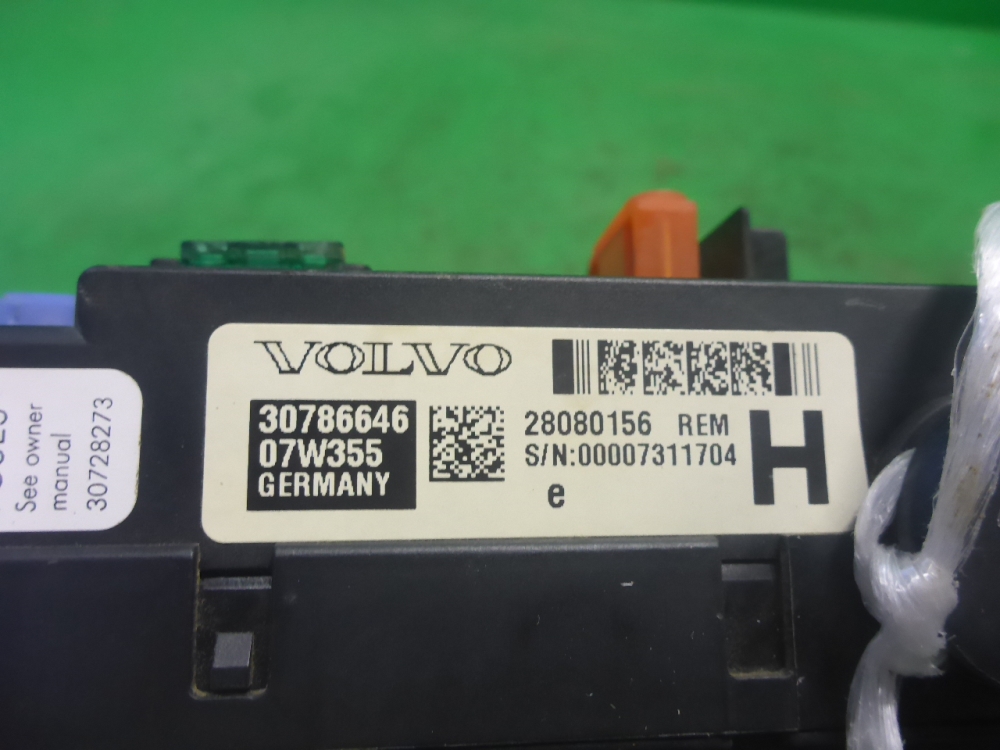 VOLVO
30786646
07W355
GERMANY
28080156 REM
S/N:00007311704
e
H
See owner
manual
30728273